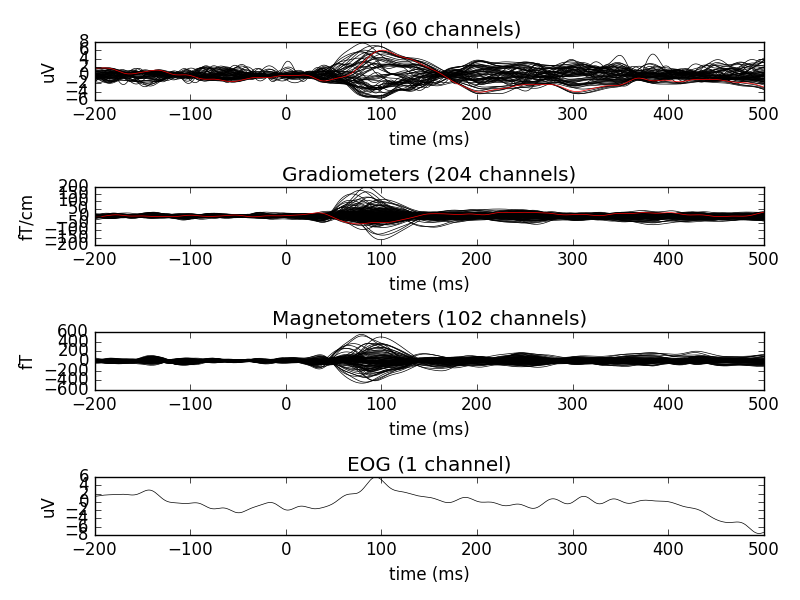 EEG (60 channels)
uV
8
6
4
2
0
−2
−4
−6
−200 −100 0 100 200 300 400 500
time (ms)
Gradiometers (204 channels)
fT/cm
200
150
100
50
0
−50
−100
−150
−200
−200 −100 0 100 200 300 400 500
time (ms)
Magnetometers (102 channels)
fT
600
400
200
0
−200
−400
−600
−200 −100 0 100 200 300 400 500
time (ms)
EOG (1 channel)
uV
6
4
2
0
−2
−4
−6
−8
−200 −100 0 100 200 300 400 500
time (ms)